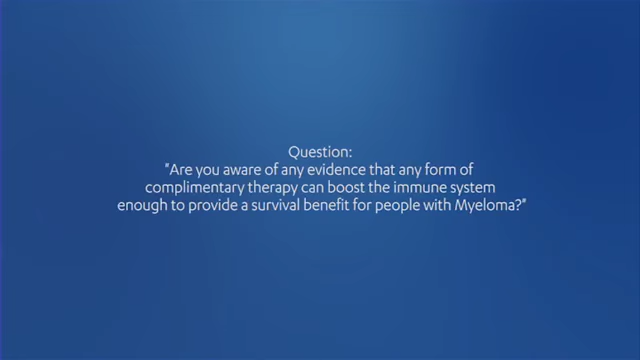 Question:
"Are you aware of any evidence that any form of
complimentary therapy can boost the immune system
enough to provide a survival benefit for people with Myeloma?"